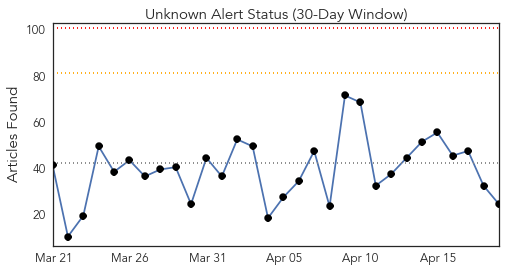 Unknown Alert Status (30-Day Window)
Articles Found
100
80
60
40
20
Mar 21 Mar 26 Mar 31 Apr 05 Apr 10 Apr 15